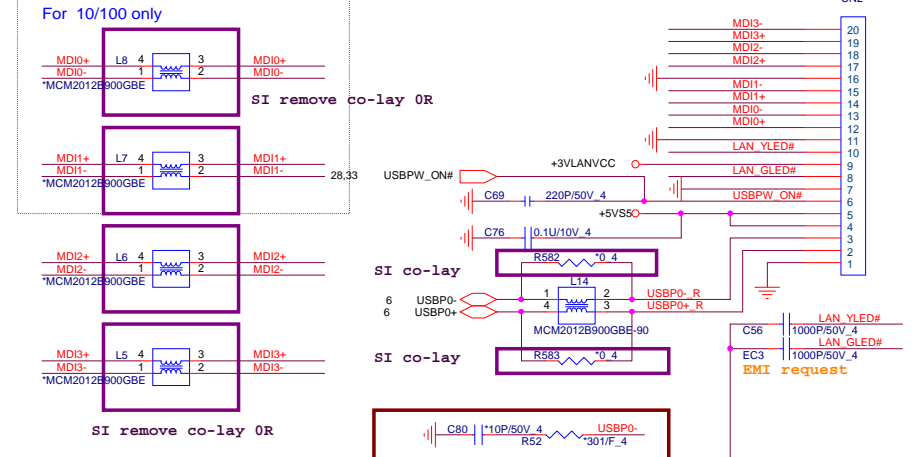 For 10/100 only
MDI0+ L8 4 3 MDI0+
MDI0- 1 2 MDI0-
*MCM2012B900GBE
SI remove co-lay 0R
MDI1+ L7 4 3 MDI1+
MDI1- 1 2 MDI1-
*MCM2012B900GBE
28,33
MDI2+ L6 4 3 MDI2+
MDI2- 1 2 MDI2-
*MCM2012B900GBE
MDI3+ L5 4 3 MDI3+
MDI3- 1 2 MDI3-
*MCM2012B900GBE
SI remove co-lay 0R
CN2
MDI3- 20
MDI3+ 19
MDI2- 18
MDI2+ 17
16
MDI1- 15
MDI1+ 14
MDI0- 13
MDI0+ 12
11
LAN_YLED# 10
+3VLANVCC 9
LAN_GLED# 8
7
USBPW_ON# USBPW_ON# 6
C69 220P/50V_4
+5VS5 5
4
C76 0.1U/10V_4
3
2
1
SI co-lay
R582 *0_4
L14
6 USBP0- 1 2 USBP0-_R
6 USBP0+ 4 3 USBP0+_R
MCM2012B900GBE-90
SI co-lay
R583 *0_4
LAN_YLED#
C56 1000P/50V_4
LAN_GLED#
EC3 1000P/50V_4
EMI request
C80 *10P/50V_4 USBP0-
R52 *301/F_4